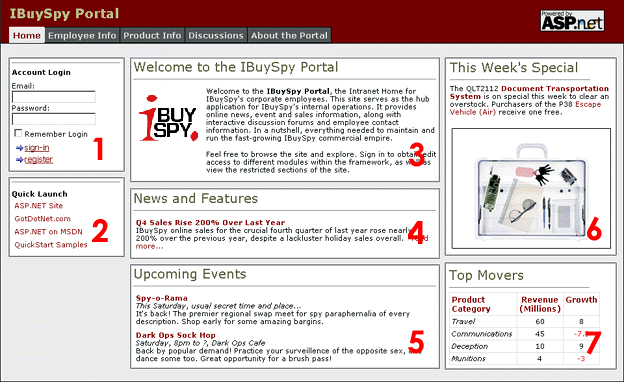 IBuySpy Portal
Powered by
ASP.net
Home Employee Info Product Info Discussions About the Portal
Account Login
Email:
Password:
Remember Login
sign-in
register
1
Quick Launch
ASP.NET Site
GotDotNet.com
ASP.NET on MSDN
QuickStart Samples
2
Welcome to the IBuySpy Portal
I BUY SPY.
Welcome to the IBuySpy Portal, the Intranet Home for
IBuySpy's corporate employees. This site serves as the hub
application for IBuySpy's internal operations. It provides
online news, event and sales information, along with
interactive discussion forums and employee contact
information. In a nutshell, everything needed to maintain and
run the fast-growing IBuySpy commercial empire.
Feel free to browse the site and explore. Sign in to obtain edit
access to different modules within the framework, as well as
view the restricted sections of the site.
3
News and Features
Q4 Sales Rise 200% Over Last Year
IBuySpy online sales for the crucial fourth quarter of last year rose nearly
200% over the previous year, despite a lackluster holiday sales overall. read
more...
4
Upcoming Events
Spy-o-Rama
This Saturday, usual secret time and place...
It's back! The premier regional swap meet for spy paraphernalia of every
description. Shop early for some amazing bargins.
Dark Ops Sock Hop
Saturday, 8pm to ?, Dark Ops Cafe
Back by popular demand! Practice your surveillence of the opposite sex,
dance some too. Great opportunity for a brush pass!
5
This Week's Special
The QLT2112 Document Transportation
System is on special this week to clear an
overstock. Purchasers of the P38 Escape
Vehicle (Air) receive one free.
6
Top Movers
Product Category Revenue (Millions) Growth
Travel 60 8
Communications 45
Deception 10 9
Munitions 4 -3
7